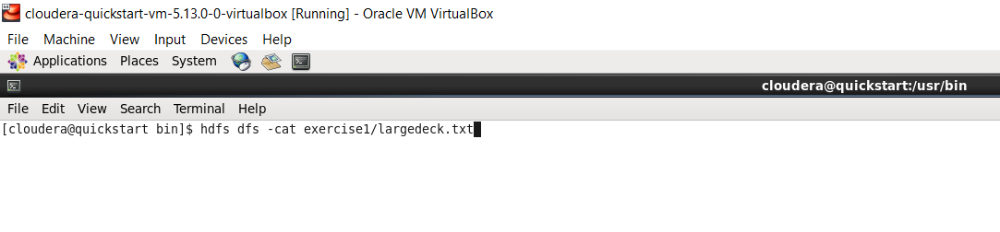 cloudera-quickstart-vm-5.13.0-0-virtualbox [Running] - Oracle VM VirtualBox
File Machine View Input Devices Help
Applications Places System
cloudera@quickstart:/usr/bin
File Edit View Search Terminal Help
[cloudera@quickstart bin]$ hdfs dfs -cat exercise1/largedeck.txt